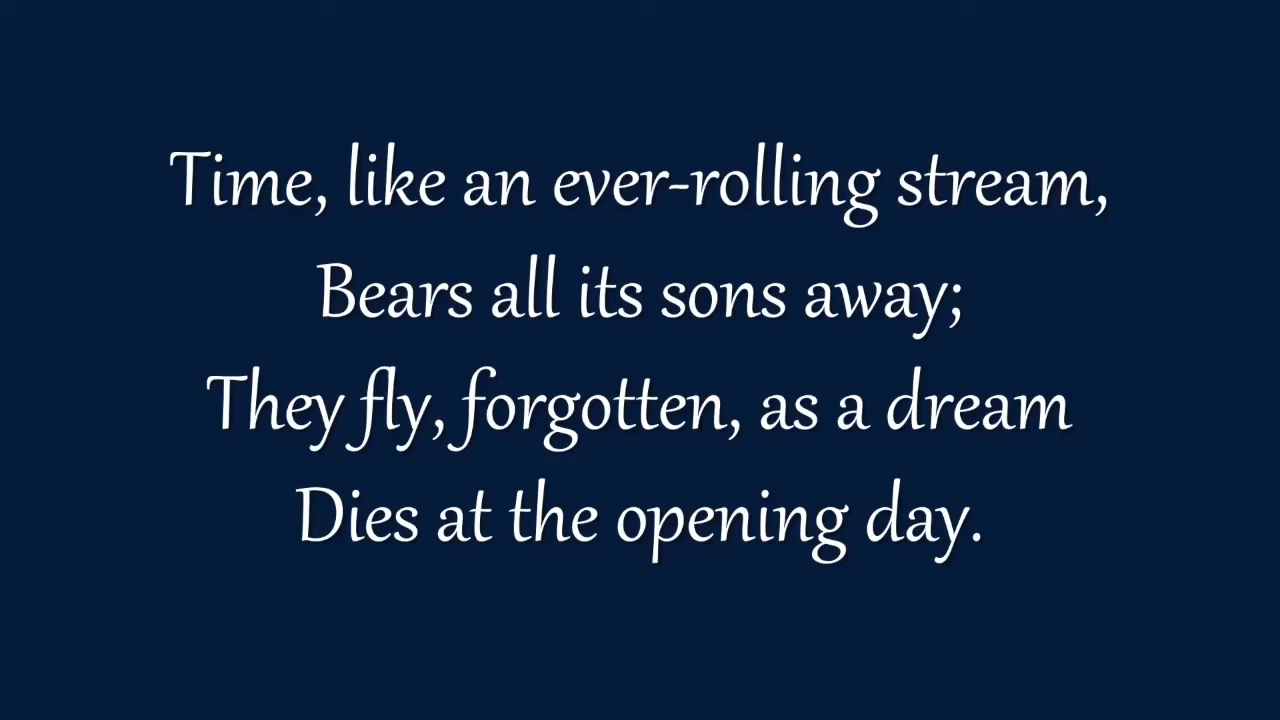 Time, like an ever-rolling stream,
Bears all its sons away;
They fly, forgotten, as a dream
Dies at the opening day.